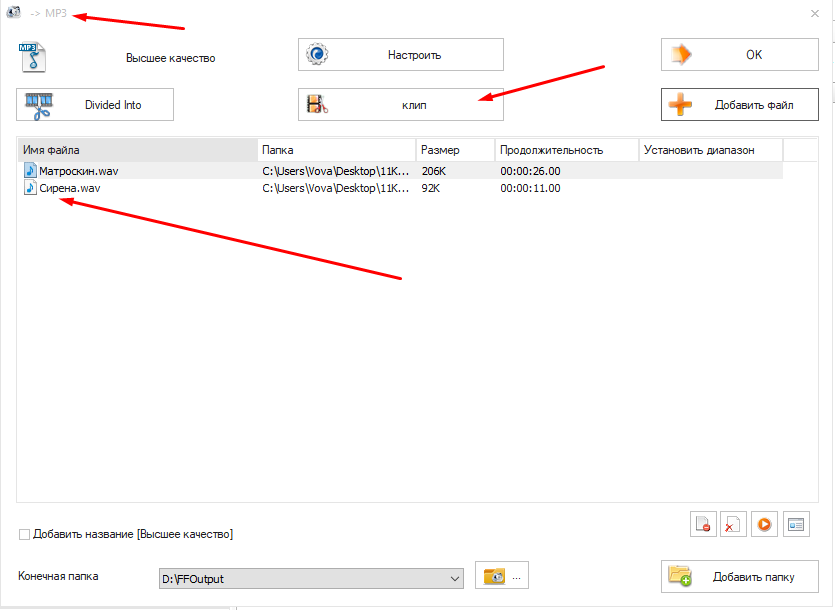 -> MP3
MP3
Высшее качество
Настроить
OK
Divided Into
клип
Добавить файл
Имя файла Папка Размер Продолжительность Установить диапазон
Матроскин.wav C:\Users\Vova\Desktop\11K... 206K 00:00:26.00
Сирена.wav C:\Users\Vova\Desktop\11K... 92K 00:00:11.00
Добавить название [Высшее качество]
Конечная папка D:\FFOutput ... Добавить папку